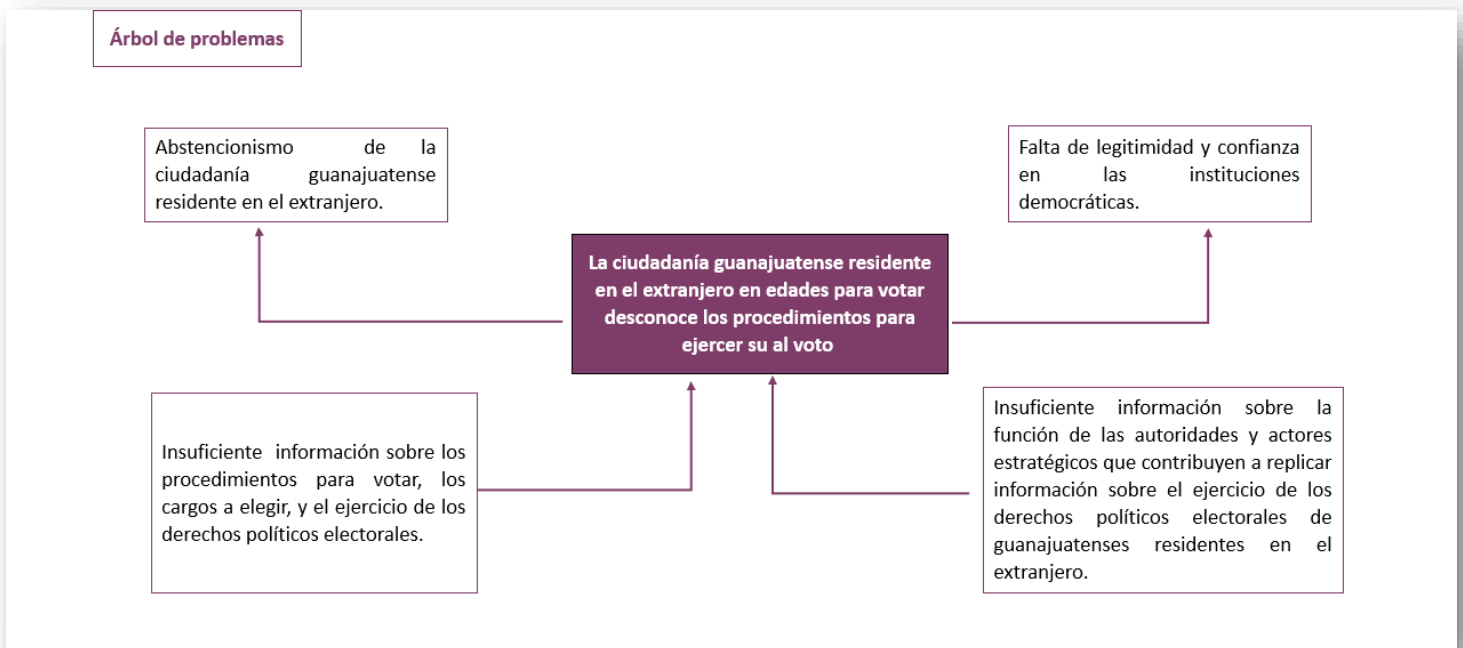 Árbol de problemas
Abstencionismo de la
ciudadanía guanajuatense
residente en el extranjero.
Falta de legitimidad y confianza
en las instituciones
democráticas.
La ciudadanía guanajuatense residente
en el extranjero en edades para votar
desconoce los procedimientos para
ejercer su al voto
Insuficiente información sobre los
procedimientos para votar, los
cargos a elegir, y el ejercicio de los
derechos políticos electorales.
Insuficiente información sobre la
función de las autoridades y actores
estratégicos que contribuyen a replicar
información sobre el ejercicio de los
derechos políticos electorales de
guanajuatenses residentes en el
extranjero.